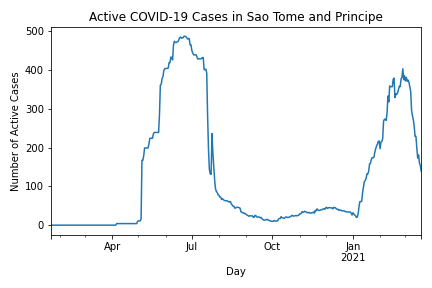 Active COVID-19 Cases in Sao Tome and Principe
500
400
300
200
100
0
Number of Active Cases
Apr
Jul
Oct
Jan
2021
Day